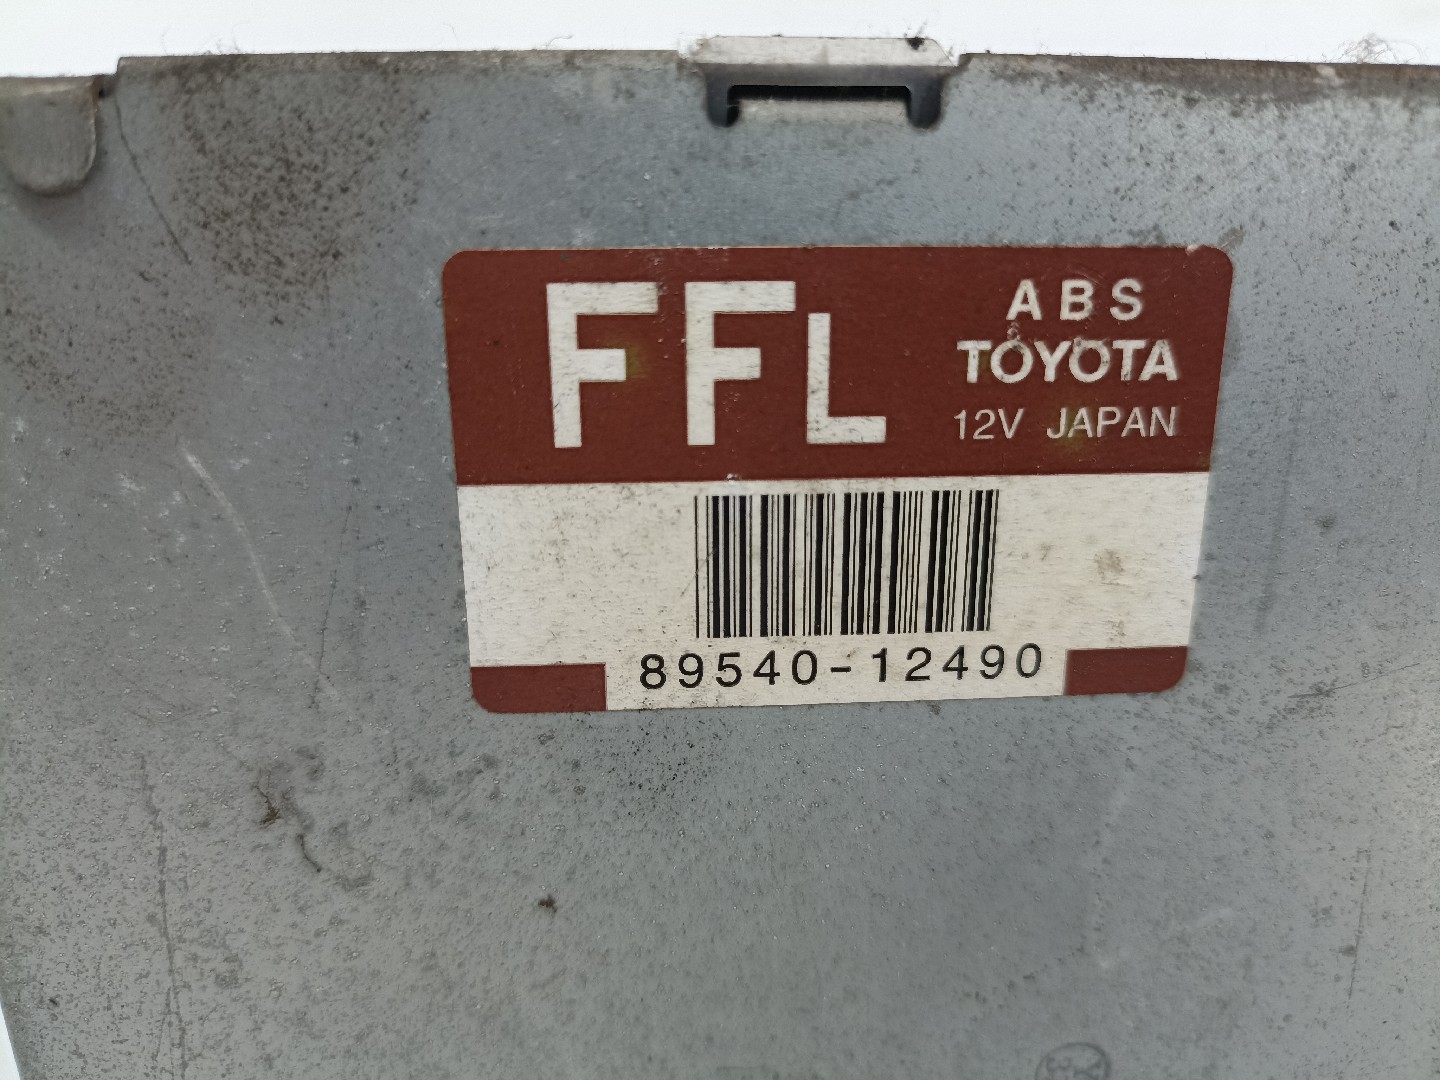 FFL
ABS
TOYOTA
12V JAPAN
89540-12490